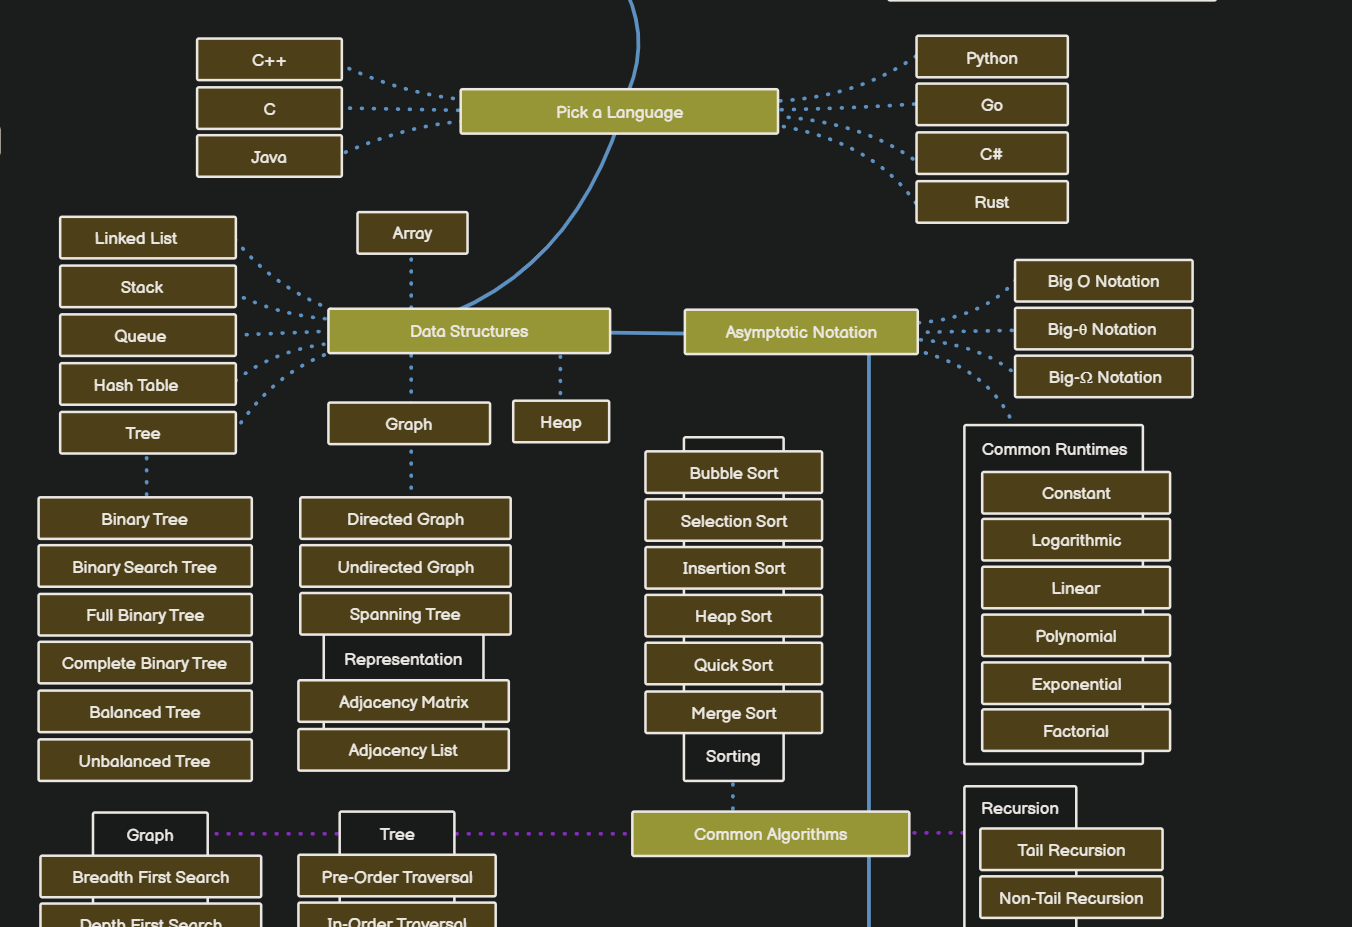 C++
C
Java
Pick a Language
Python
Go
C#
Rust
Linked List
Stack
Queue
Hash Table
Tree
Array
Data Structures
Graph
Heap
Asymptotic Notation
Big O Notation
Big-θ Notation
Big-Ω Notation
Common Runtimes
Constant
Logarithmic
Linear
Polynomial
Exponential
Factorial
Binary Tree
Binary Search Tree
Full Binary Tree
Complete Binary Tree
Balanced Tree
Unbalanced Tree
Directed Graph
Undirected Graph
Spanning Tree
Representation
Adjacency Matrix
Adjacency List
Bubble Sort
Selection Sort
Insertion Sort
Heap Sort
Quick Sort
Merge Sort
Sorting
Common Algorithms
Graph
Breadth First Search
Depth First Search
Tree
Pre-Order Traversal
In-Order Traversal
Recursion
Tail Recursion
Non-Tail Recursion